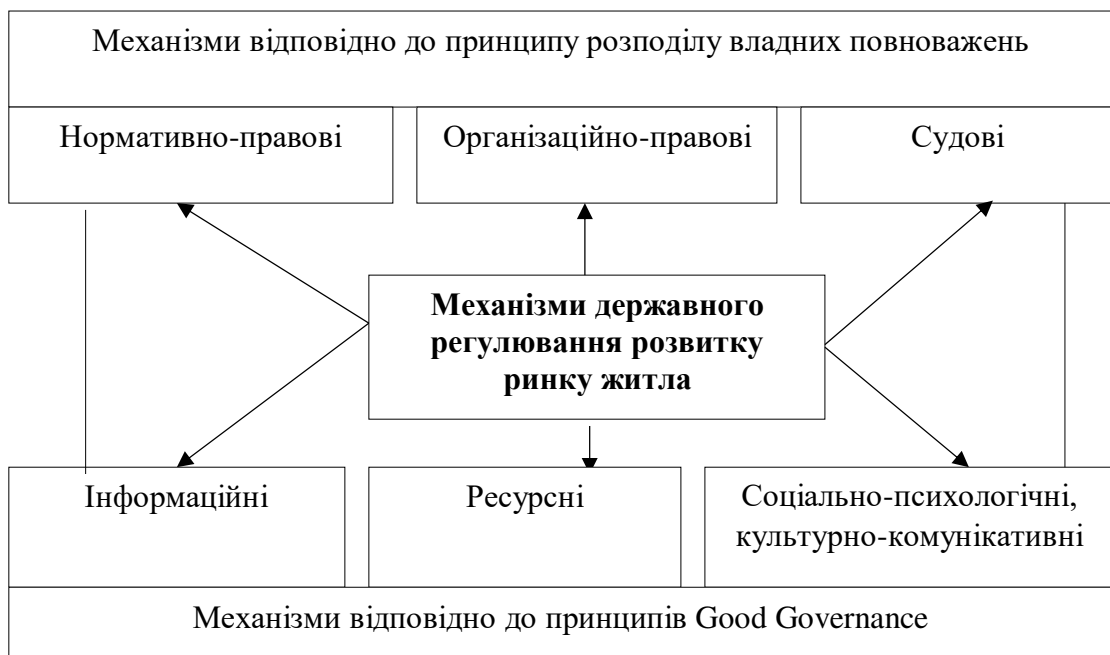 Механізми відповідно до принципу розподілу владних повноважень
Нормативно-правові
Організаційно-правові
Судові
Механізми державного
регулювання розвитку
ринку житла
Інформаційні
Ресурсні
Соціально-психологічні,
культурно-комунікативні
Механізми відповідно до принципів Good Governance